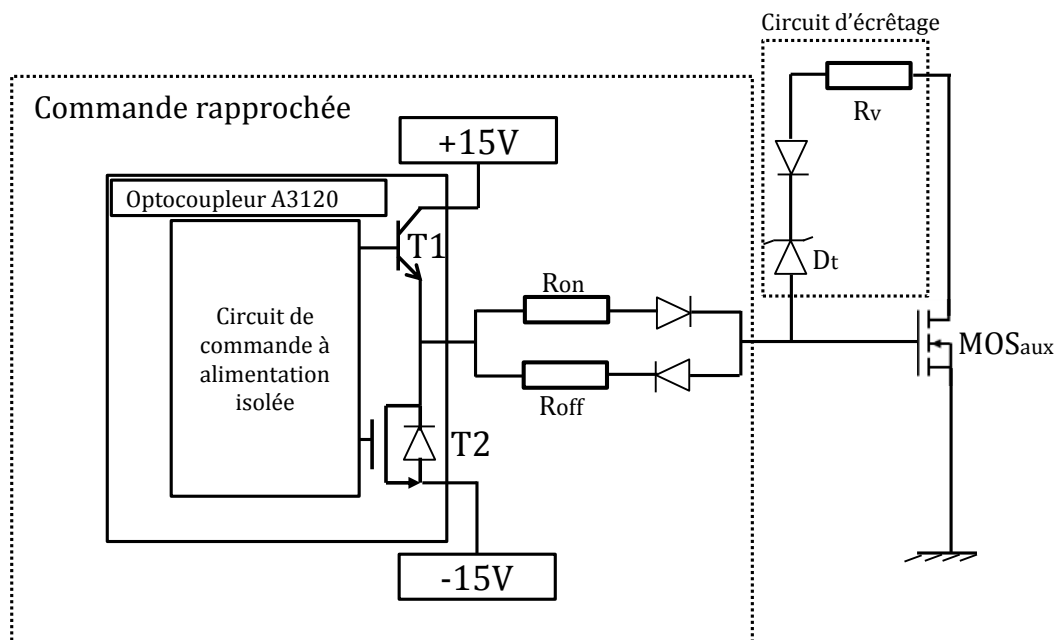 Circuit d'écrêtage
Rv
Commande rapprochée
+15V
Optocoupleur A3120
T1
Dt
Ron
Circuit de
commande à
alimentation
isolée
MOSaux
Roff
T2
-15V